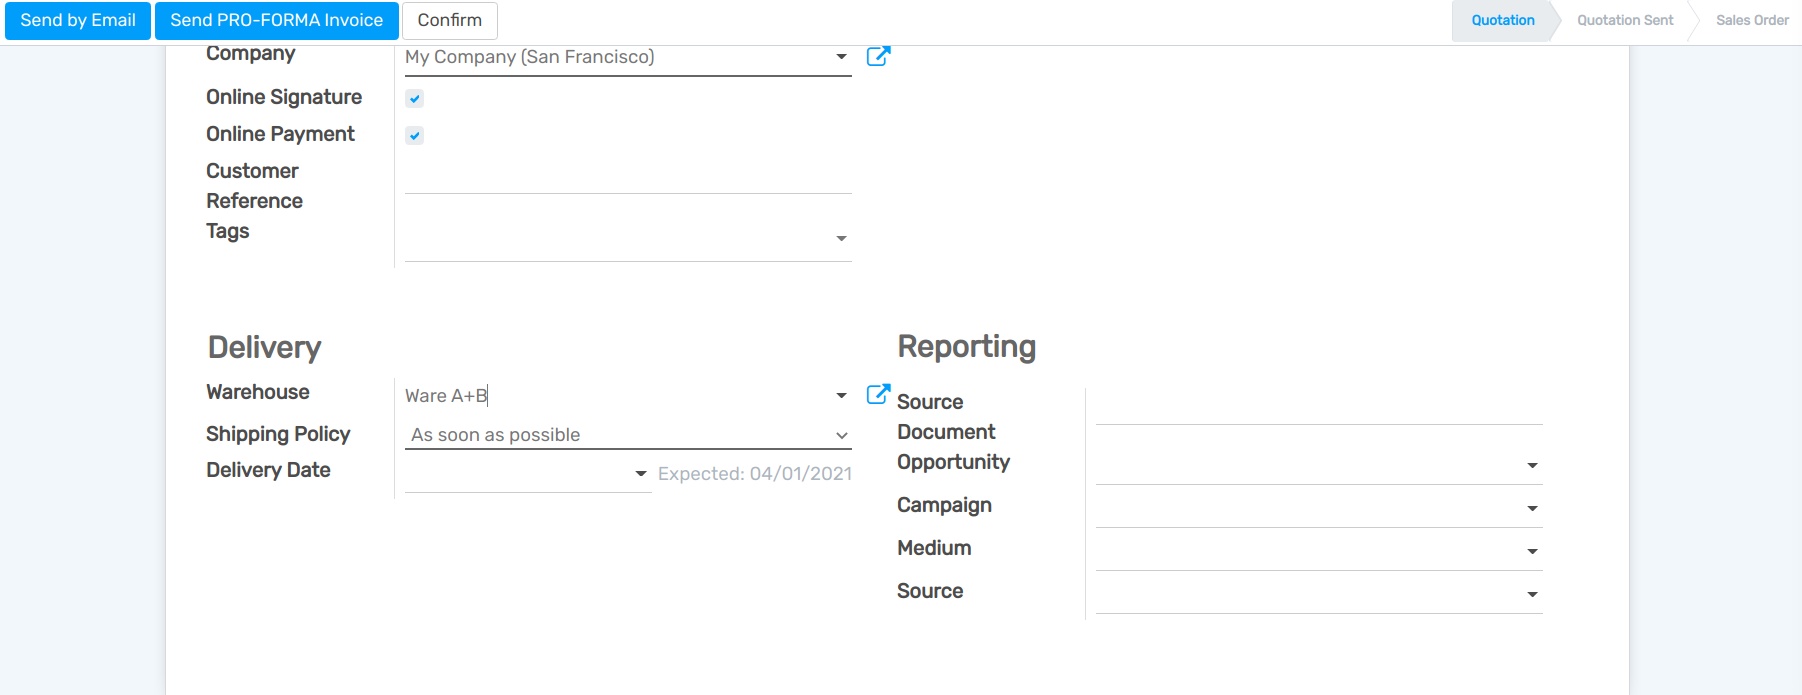 Send by Email Send PRO-FORMA Invoice Confirm Quotation Quotation Sent Sales Order
Company My Company (San Francisco)
Online Signature
Online Payment
Customer
Reference
Tags
Delivery
Warehouse Ware A+B
Shipping Policy As soon as possible
Delivery Date Expected: 04/01/2021
Reporting
Source
Document
Opportunity
Campaign
Medium
Source